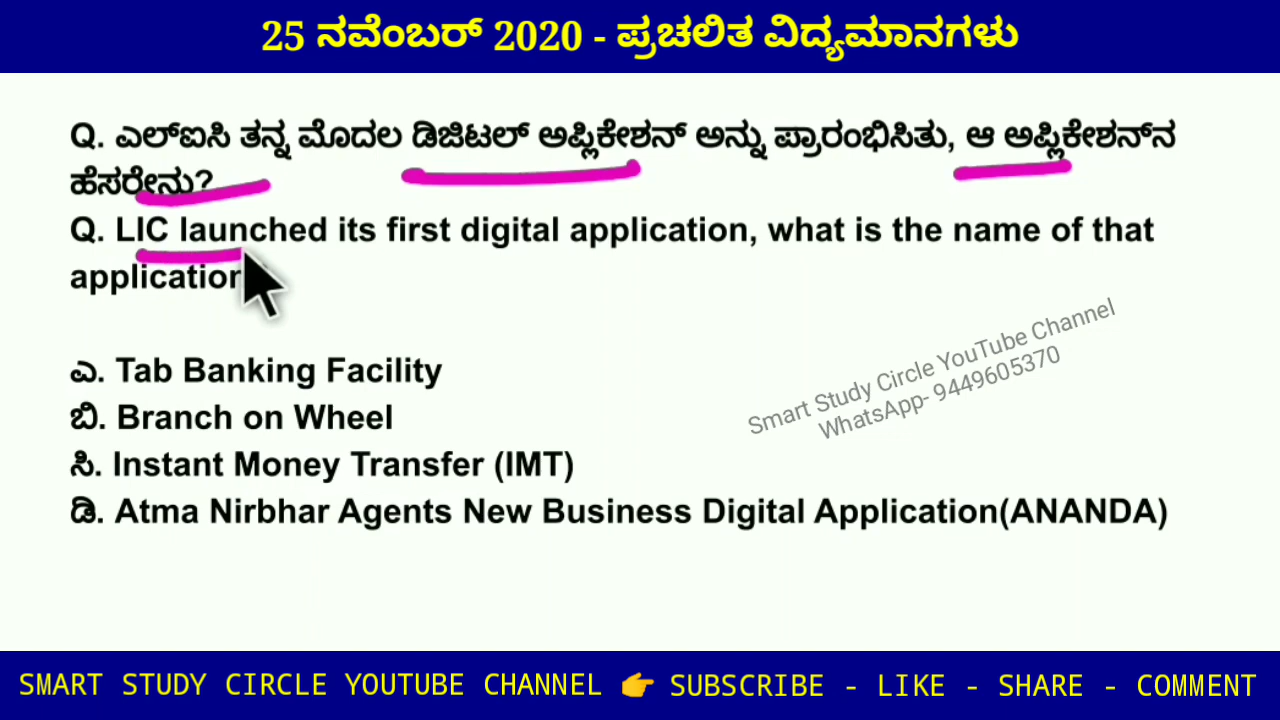 25 ನವೆಂಬರ್ 2020 - ಪ್ರಚಲಿತ ವಿದ್ಯಮಾನಗಳು
Q. ಎಲ್ಐಸಿ ತನ್ನ ಮೊದಲ ಡಿಜಿಟಲ್ ಅಪ್ಲಿಕೇಶನ್ ಅನ್ನು ಪ್ರಾರಂಭಿಸಿತು, ಆ ಅಪ್ಲಿಕೇಶನ್‌ನ
ಹೆಸರೇನು?
Q. LIC launched its first digital application, what is the name of that
application
ಎ. Tab Banking Facility
ಬಿ. Branch on Wheel
ಸಿ. Instant Money Transfer (IMT)
ಡಿ. Atma Nirbhar Agents New Business Digital Application(ANANDA)
Smart Study Circle YouTube Channel
WhatsApp- 9449605370
SMART STUDY CIRCLE YOUTUBE CHANNEL 👉 SUBSCRIBE - LIKE - SHARE - COMMENT